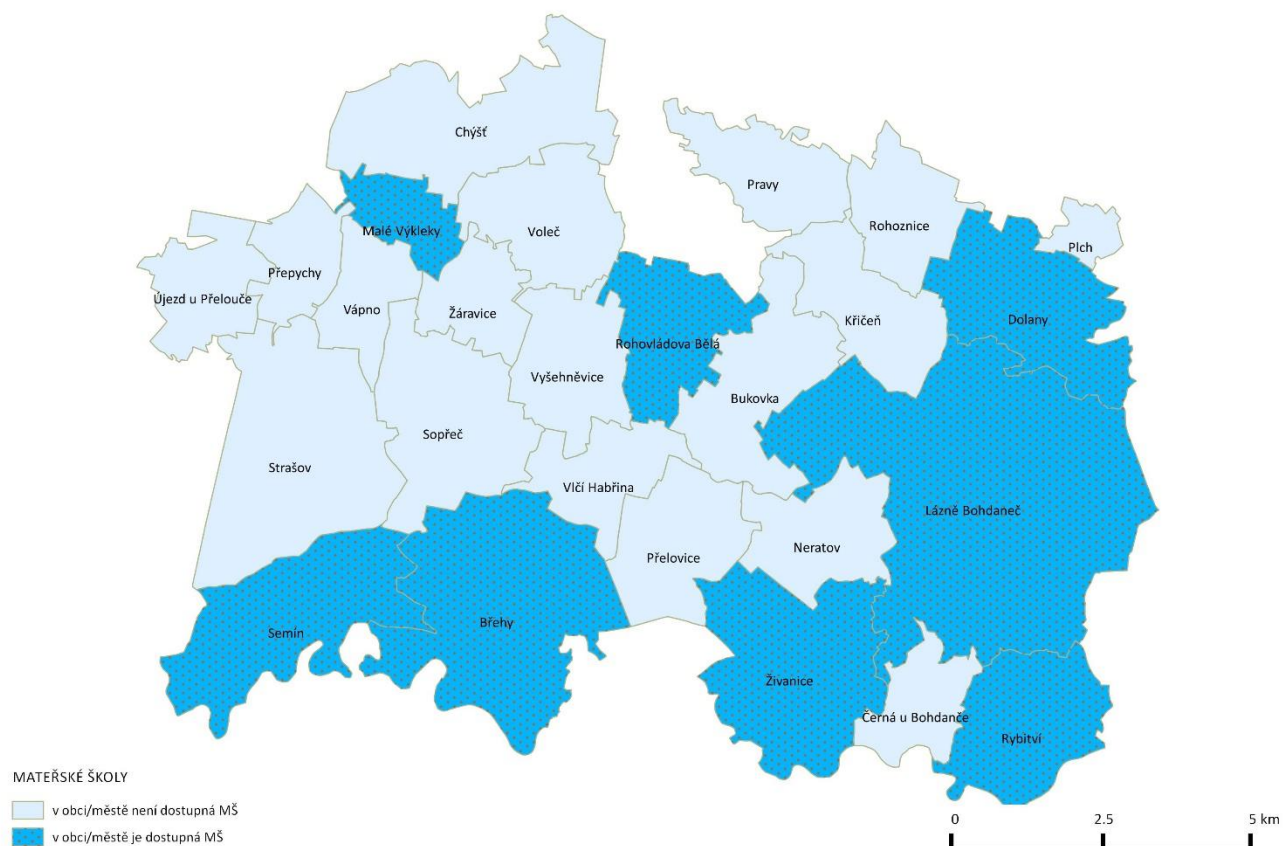 Chýšť
Pravy
Rohoznice
Malé Výkleky
Voleč
Plch
Přepychy
Újezd u Přelouče
Vápno
Žáravice
Křičeň
Dolany
Rohovládova Bělá
Vyšehněvice
Bukovka
Sopřeč
Strašov
Vlčí Habřina
Lázně Bohdaneč
Neratov
Přelovice
Břehy
Semín
Živanice
Černá u Bohdanče
Rybitví
MATEŘSKÉ ŠKOLY
v obci/městě není dostupná MŠ
v obci/městě je dostupná MŠ
0 2.5 5 km